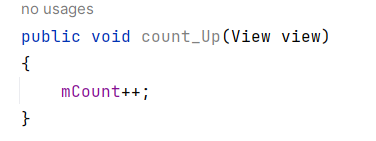 no usages
public void count_Up(View view)
{
    mCount++;
}